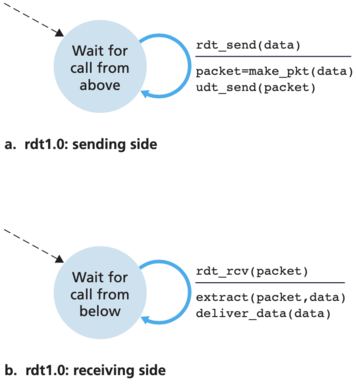 Wait for
call from
above
rdt_send(data)
packet=make_pkt(data)
udt_send(packet)
a. rdt1.0: sending side
Wait for
call from
below
rdt_rcv(packet)
extract(packet,data)
deliver_data(data)
b. rdt1.0: receiving side